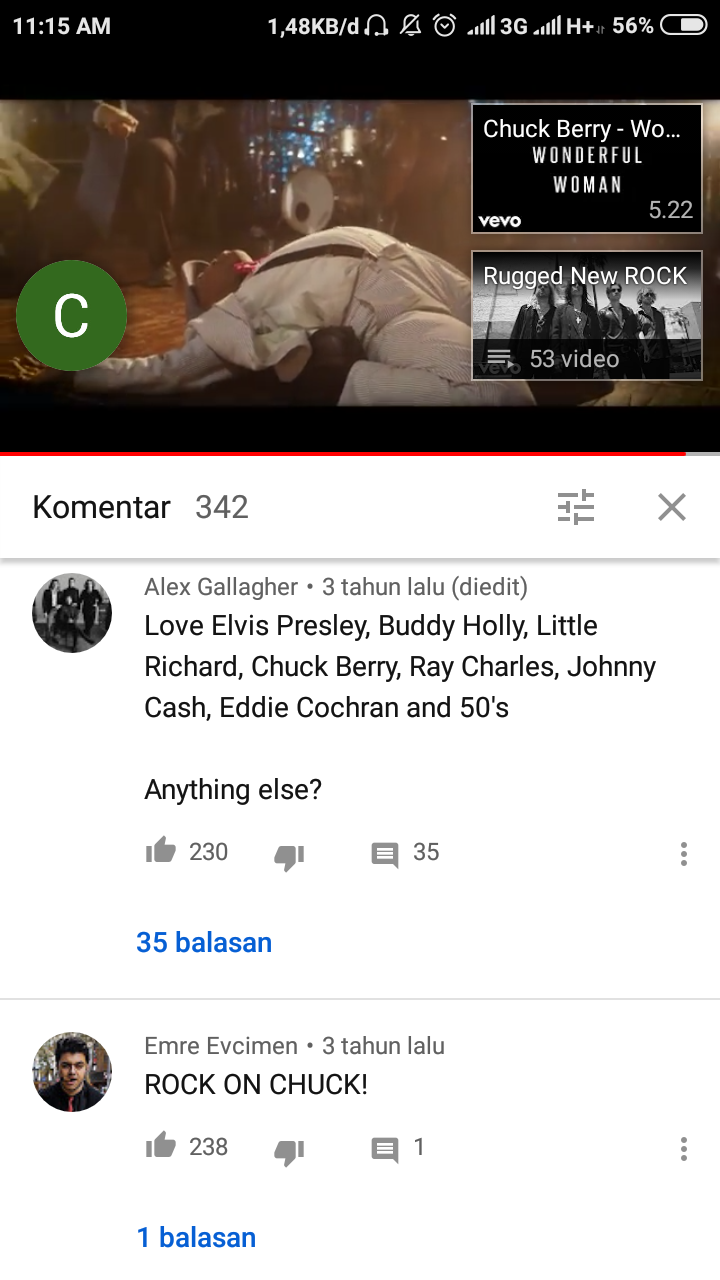 11:15 AM 1,48KB/d 3G H+ 56%
Chuck Berry - Wo...
WONDERFUL
WOMAN
5.22
vevo
C
Rugged New ROCK
53 video
vevo
Komentar 342
Alex Gallagher • 3 tahun lalu (diedit)
Love Elvis Presley, Buddy Holly, Little
Richard, Chuck Berry, Ray Charles, Johnny
Cash, Eddie Cochran and 50's
Anything else?
230 35
35 balasan
Emre Evcimen • 3 tahun lalu
ROCK ON CHUCK!
238 1
1 balasan